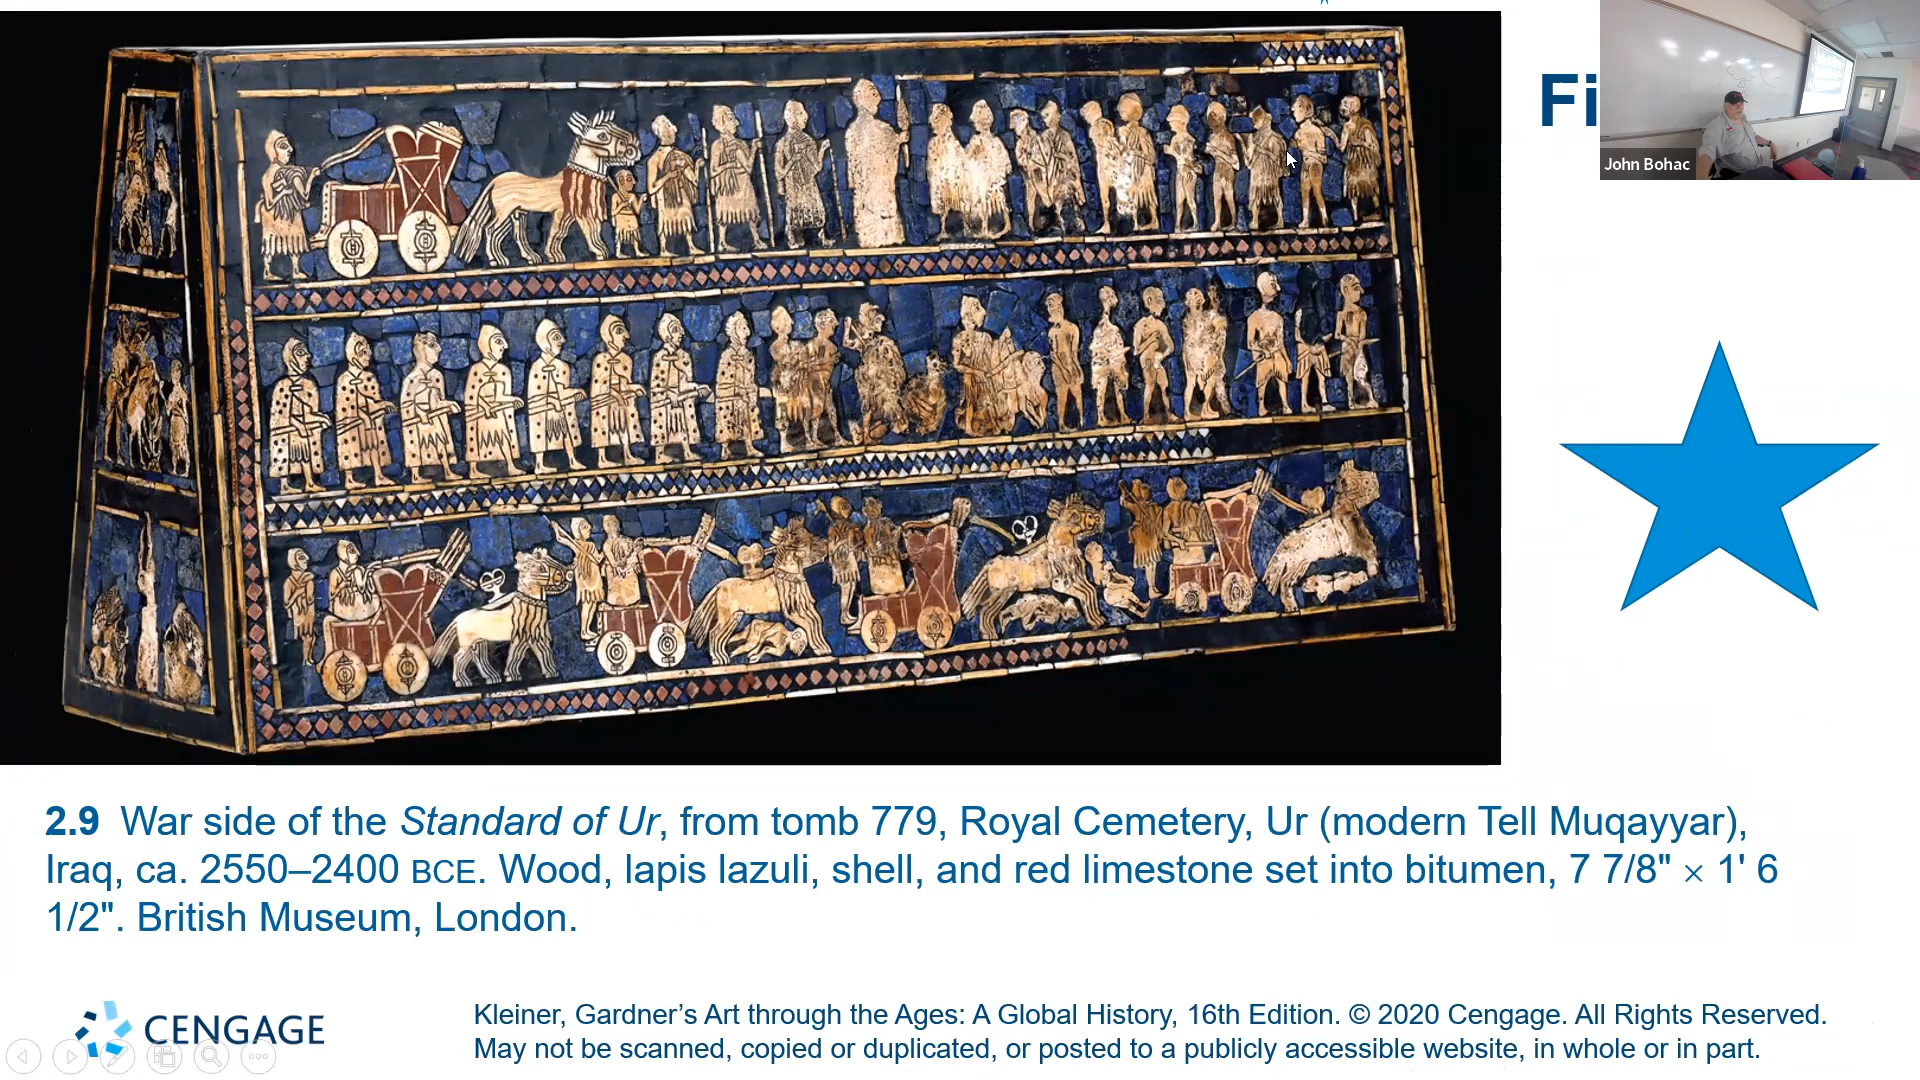 Fi
John Bohac
2.9 War side of the Standard of Ur, from tomb 779, Royal Cemetery, Ur (modern Tell Muqayyar),
Iraq, ca. 2550–2400 BCE. Wood, lapis lazuli, shell, and red limestone set into bitumen, 7 7/8" × 1' 6
1/2". British Museum, London.
CENGAGE
Kleiner, Gardner’s Art through the Ages: A Global History, 16th Edition. © 2020 Cengage. All Rights Reserved.
May not be scanned, copied or duplicated, or posted to a publicly accessible website, in whole or in part.